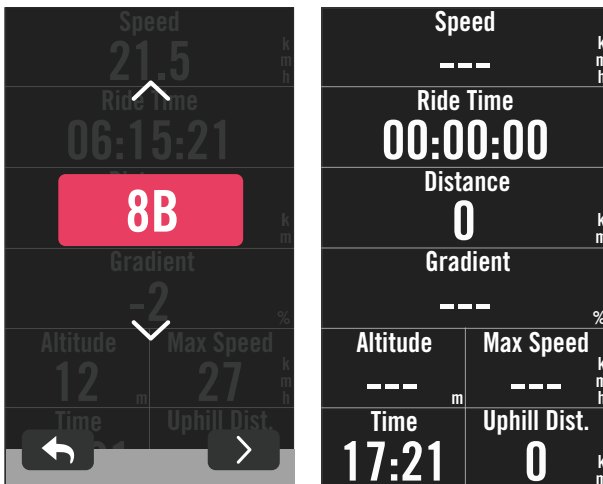 Speed
21.5
k
m
h
Ride Time
06:15:21
8B
k
m
Gradient
-2
%
Altitude
Max Speed
12
m
27
k
m
h
Time
Uphill Dist.
Speed
---
k
m
h
Ride Time
00:00:00
Distance
0
k
m
Gradient
---
%
Altitude
Max Speed
---
m
---
k
m
h
Time
Uphill Dist.
17:21
0
k
m